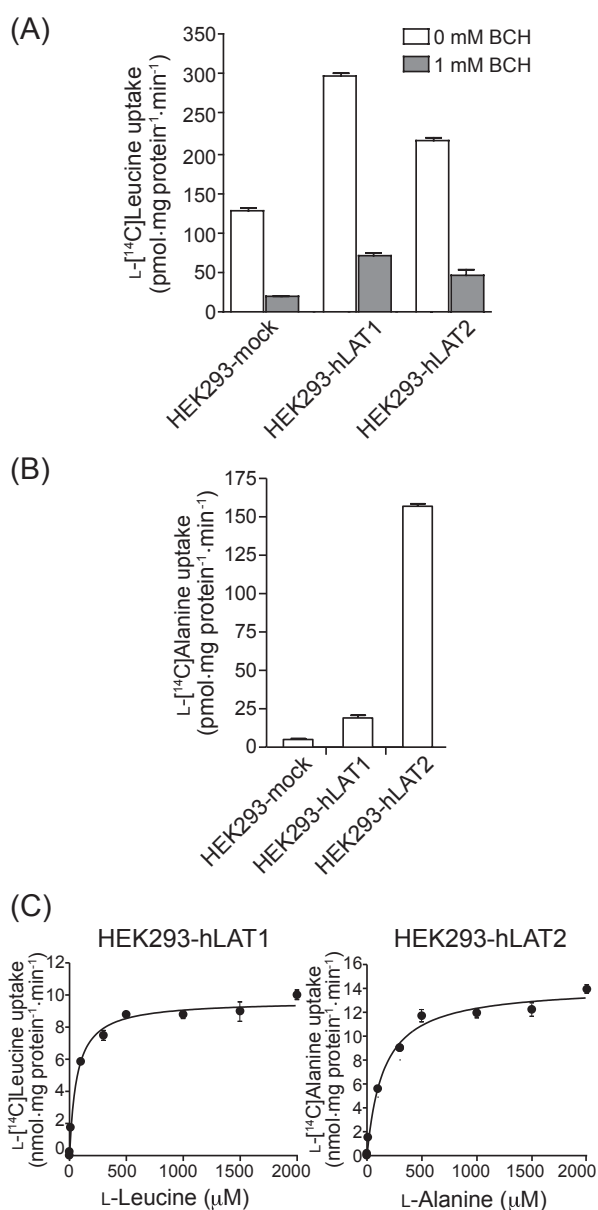 (A)
L-[¹⁴C]Leucine uptake
(pmol·mg protein⁻¹·min⁻¹)
350
300
250
200
150
100
50
0
0 mM BCH
1 mM BCH
HEK293-mock
HEK293-hLAT1
HEK293-hLAT2
(B)
L-[¹⁴C]Alanine uptake
(pmol·mg protein⁻¹·min⁻¹)
175
150
125
100
75
50
25
0
HEK293-mock
HEK293-hLAT1
HEK293-hLAT2
(C)
HEK293-hLAT1
L-[¹⁴C]Leucine uptake
(nmol·mg protein⁻¹·min⁻¹)
12
10
8
6
4
2
0
0 500 1000 1500 2000
L-Leucine (μM)
HEK293-hLAT2
L-[¹⁴C]Alanine uptake
(nmol·mg protein⁻¹·min⁻¹)
16
14
12
10
8
6
4
2
0
0 500 1000 1500 2000
L-Alanine (μM)